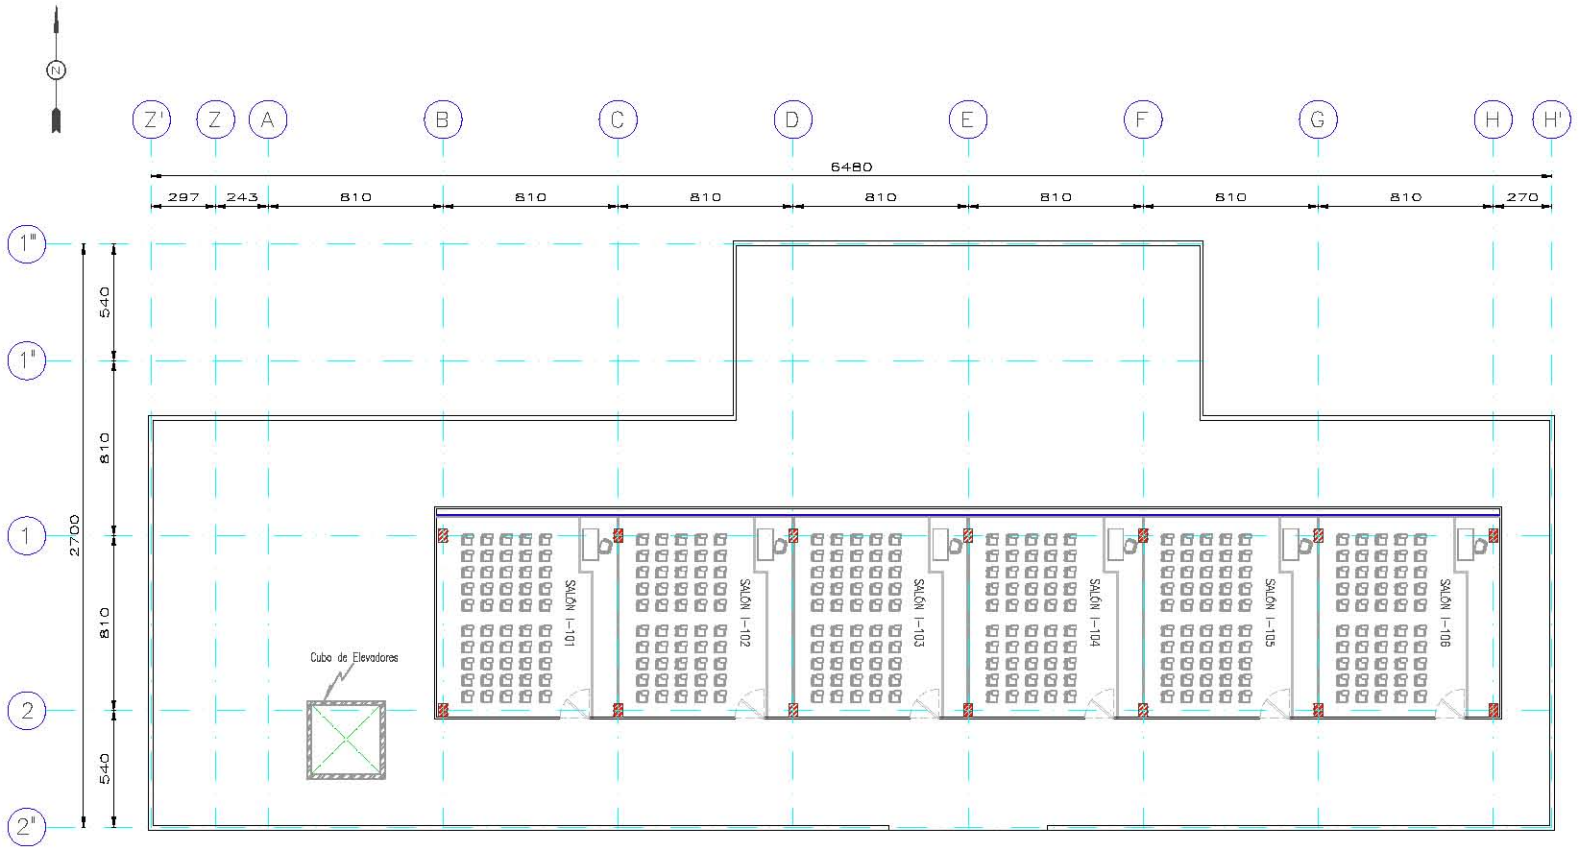 N
Z' Z A B C D E F G H H'
6480
297 243 810 810 810 810 810 810 810 270
1'''
540
1''
810
1
2700
810
2
540
2''
Cubo de Elevadores
SALÓN I-101
SALÓN I-102
SALÓN I-103
SALÓN I-104
SALÓN I-105
SALÓN I-106